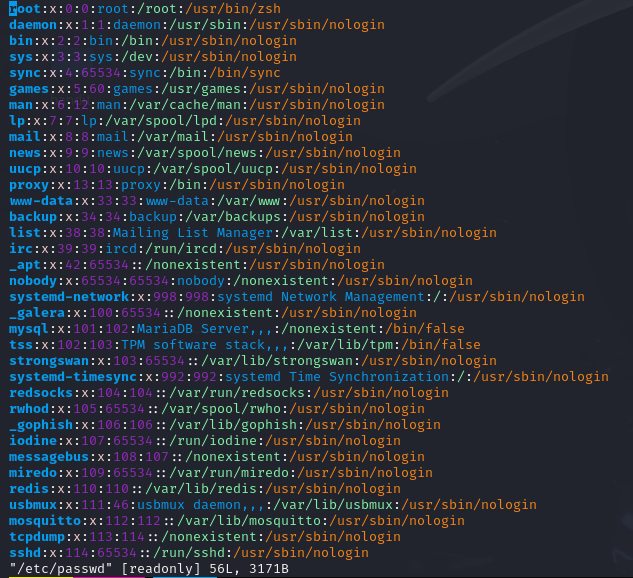 root:x:0:0:root:/root:/usr/bin/zsh
daemon:x:1:1:daemon:/usr/sbin:/usr/sbin/nologin
bin:x:2:2:bin:/bin:/usr/sbin/nologin
sys:x:3:3:sys:/dev:/usr/sbin/nologin
sync:x:4:65534:sync:/bin:/bin/sync
games:x:5:60:games:/usr/games:/usr/sbin/nologin
man:x:6:12:man:/var/cache/man:/usr/sbin/nologin
lp:x:7:7:lp:/var/spool/lpd:/usr/sbin/nologin
mail:x:8:8:mail:/var/mail:/usr/sbin/nologin
news:x:9:9:news:/var/spool/news:/usr/sbin/nologin
uucp:x:10:10:uucp:/var/spool/uucp:/usr/sbin/nologin
proxy:x:13:13:proxy:/bin:/usr/sbin/nologin
www-data:x:33:33:www-data:/var/www:/usr/sbin/nologin
backup:x:34:34:backup:/var/backups:/usr/sbin/nologin
list:x:38:38:Mailing List Manager:/var/list:/usr/sbin/nologin
irc:x:39:39:ircd:/run/ircd:/usr/sbin/nologin
_apt:x:42:65534::/nonexistent:/usr/sbin/nologin
nobody:x:65534:65534:nobody:/nonexistent:/usr/sbin/nologin
systemd-network:x:998:998:systemd Network Management:/:/usr/sbin/nologin
_galera:x:100:65534::/nonexistent:/usr/sbin/nologin
mysql:x:101:102:MariaDB Server,,,:/nonexistent:/bin/false
tss:x:102:103:TPM software stack,,,:/var/lib/tpm:/bin/false
strongswan:x:103:65534::/var/lib/strongswan:/usr/sbin/nologin
systemd-timesync:x:992:992:systemd Time Synchronization:/:/usr/sbin/nologin
redsocks:x:104:104::/var/run/redsocks:/usr/sbin/nologin
rwhod:x:105:65534::/var/spool/rwho:/usr/sbin/nologin
_gophish:x:106:106::/var/lib/gophish:/usr/sbin/nologin
iodine:x:107:65534::/run/iodine:/usr/sbin/nologin
messagebus:x:108:107::/nonexistent:/usr/sbin/nologin
miredo:x:109:65534::/var/run/miredo:/usr/sbin/nologin
redis:x:110:110::/var/lib/redis:/usr/sbin/nologin
usbmux:x:111:46:usbmux daemon,,,:/var/lib/usbmux:/usr/sbin/nologin
mosquitto:x:112:112::/var/lib/mosquitto:/usr/sbin/nologin
tcpdump:x:113:114::/nonexistent:/usr/sbin/nologin
sshd:x:114:65534::/run/sshd:/usr/sbin/nologin
"/etc/passwd" [readonly] 56L, 3171B